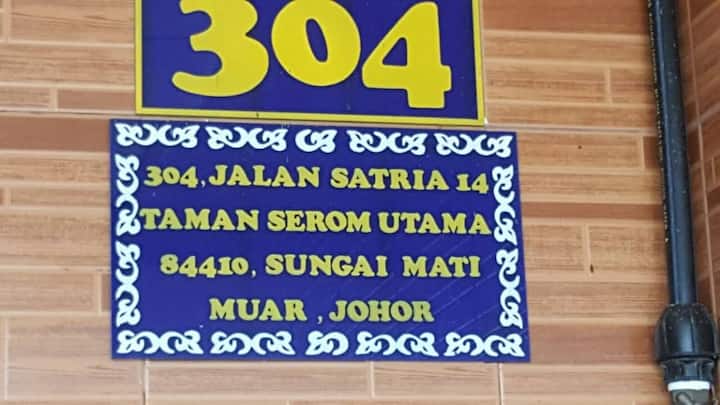 304
304, JALAN SATRIA 14
TAMAN SEROM UTAMA
84410, SUNGAI MATI
MUAR , JOHOR